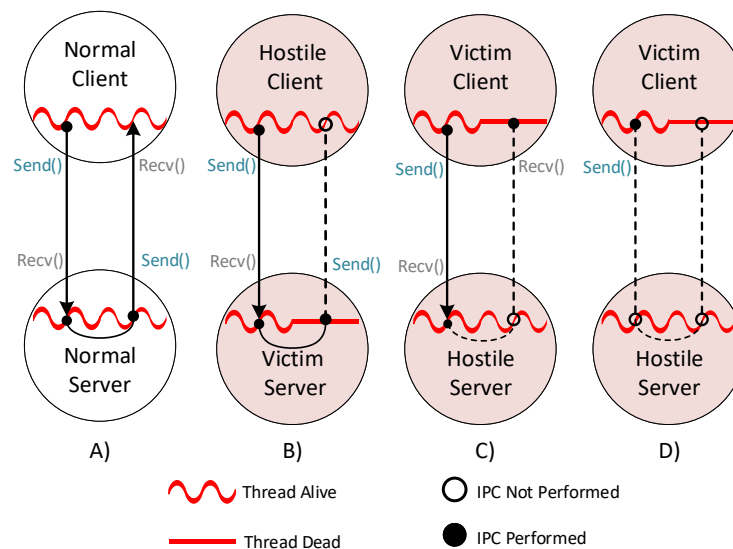 Normal
Client
Send()
Recv()
Recv()
Send()
Normal
Server
A)
Hostile
Client
Send()
Recv()
Send()
Victim
Server
B)
Victim
Client
Send()
Recv()
Recv()
Hostile
Server
C)
Victim
Client
Send()
Hostile
Server
D)
Thread Alive
IPC Not Performed
Thread Dead
IPC Performed